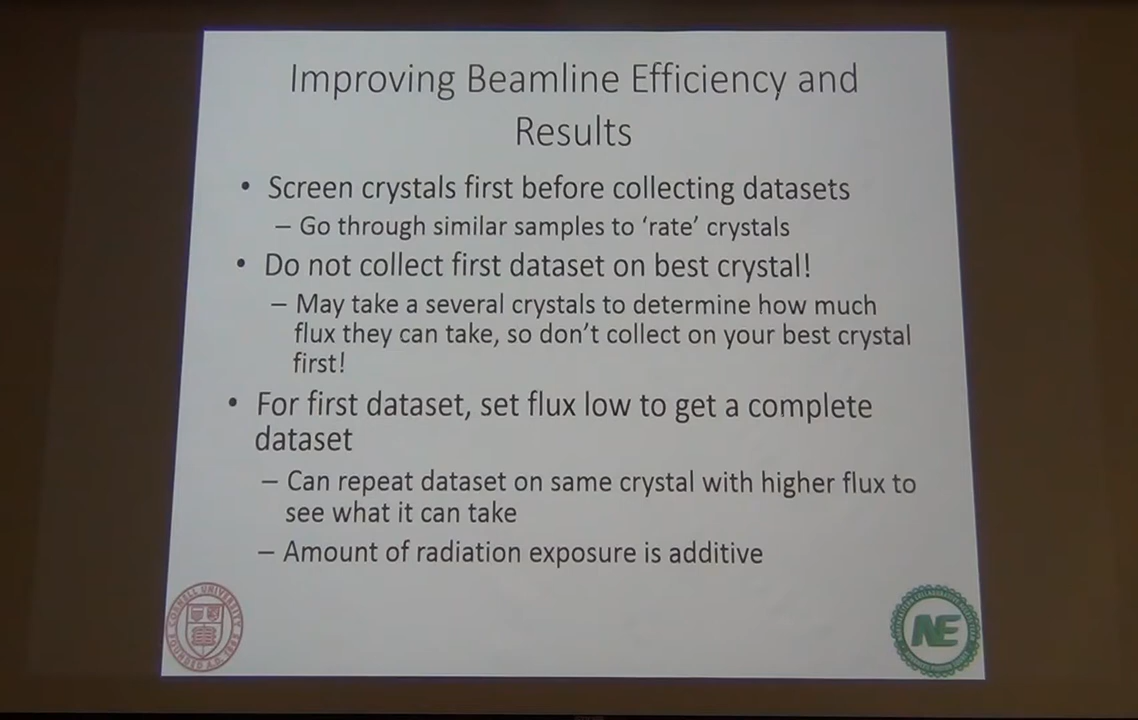 Improving Beamline Efficiency and
Results
• Screen crystals first before collecting datasets
– Go through similar samples to ‘rate’ crystals
• Do not collect first dataset on best crystal!
– May take a several crystals to determine how much
flux they can take, so don’t collect on your best crystal
first!
• For first dataset, set flux low to get a complete
dataset
– Can repeat dataset on same crystal with higher flux to
see what it can take
– Amount of radiation exposure is additive
CORNELL UNIVERSITY
FOUNDED A.D. 1865
NE